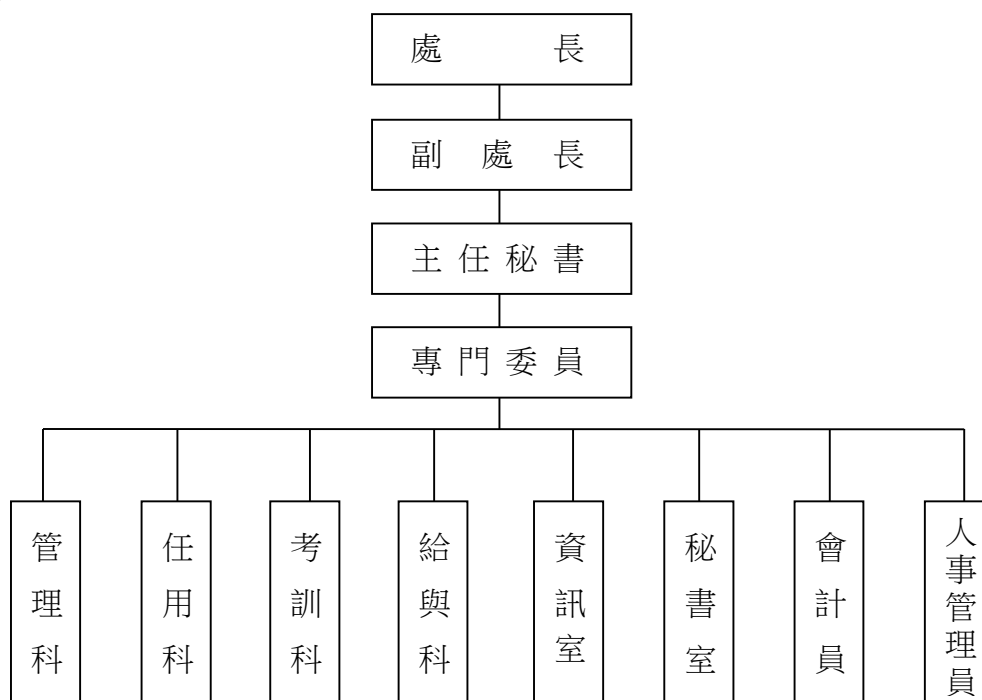 處長
副處長
主任秘書
專門委員
管理科
任用科
考訓科
給與科
資訊室
秘書室
會計員
人事管理員